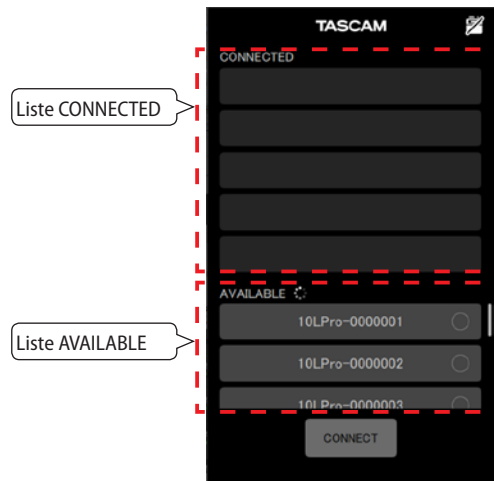 TASCAM
CONNECTED
Liste CONNECTED
AVAILABLE
10LPro-0000001
Liste AVAILABLE
10LPro-0000002
10LPro-0000003
CONNECT